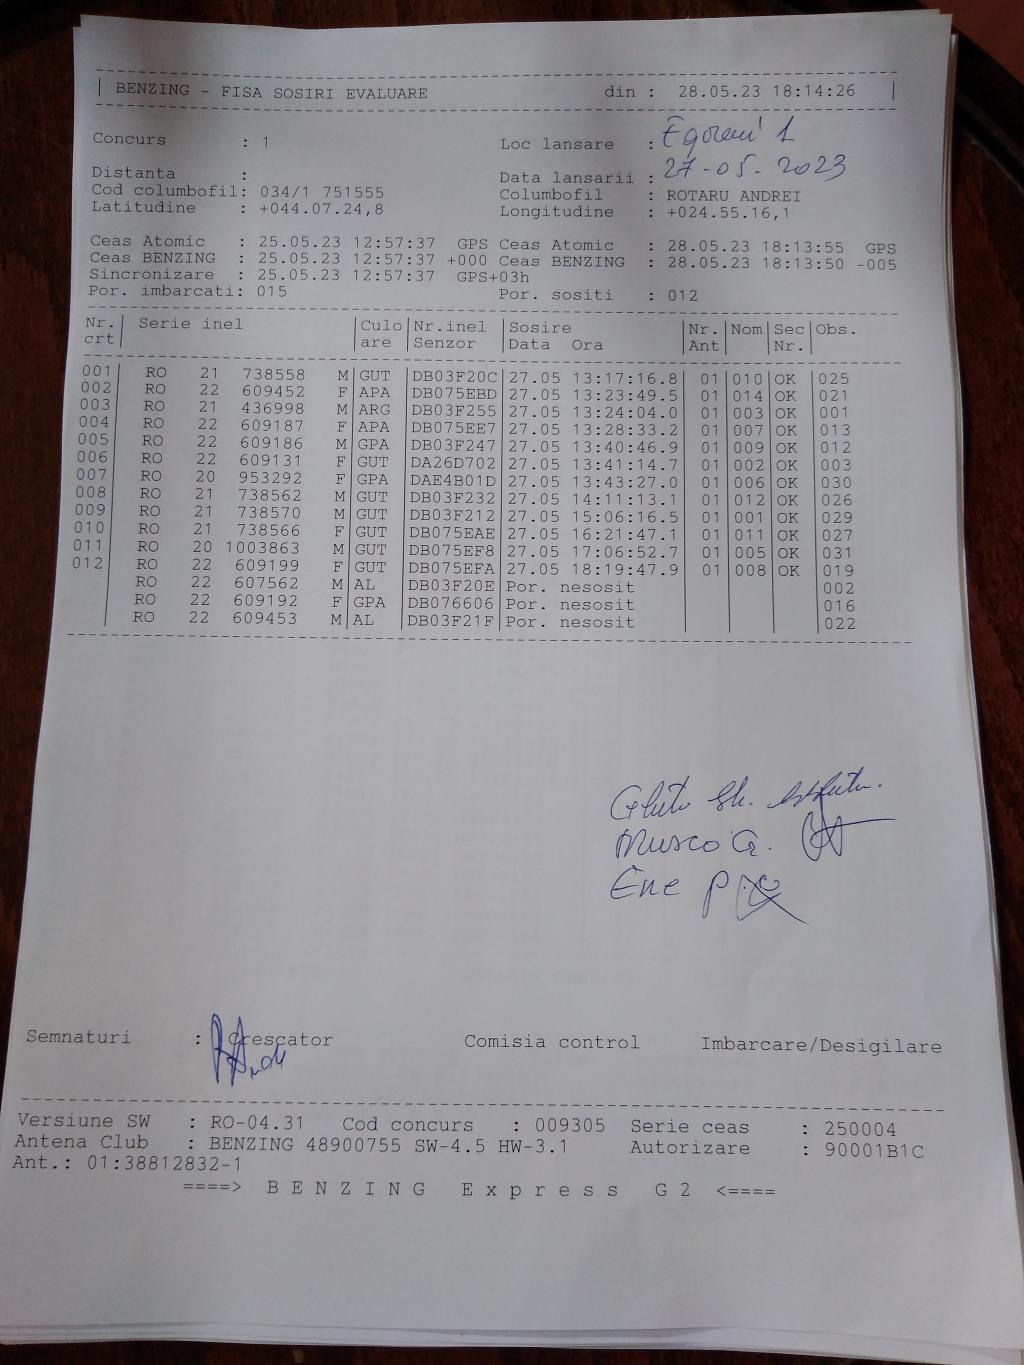 BENZING - FISA SOSIRI EVALUARE din : 28.05.23 18:14:26
Concurs : 1 Loc lansare :
Distanta : Data lansarii : 27-05-2023
Cod columbofil: 034/1 751555 Columbofil : ROTARU ANDREI
Latitudine : +044.07.24,8 Longitudine : +024.55.16,1
Ceas Atomic : 25.05.23 12:57:37 GPS Ceas Atomic : 28.05.23 18:13:55 GPS
Ceas BENZING : 25.05.23 12:57:37 +000 Ceas BENZING : 28.05.23 18:13:50 -005
Sincronizare : 25.05.23 12:57:37 GPS+03h
Por. imbarcati: 015 Por. sositi : 012
Nr. Serie inel Culo Nr.inel Sosire Nr. Nom Sec Obs.
crt are Senzor Data Ora Ant Nr.
001 RO 21 738558 M GUT DB03F20C 27.05 13:17:16.8 01 010 OK 025
002 RO 22 609452 F APA DB075EBD 27.05 13:23:49.5 01 014 OK 021
003 RO 21 436998 M ARG DB03F255 27.05 13:24:04.0 01 003 OK 001
004 RO 22 609187 F APA DB075EE7 27.05 13:28:33.2 01 007 OK 013
005 RO 22 609186 M GPA DB03F247 27.05 13:40:46.9 01 009 OK 012
006 RO 22 609131 F GUT DA26D702 27.05 13:41:14.7 01 002 OK 003
007 RO 20 953292 F GPA DAE4B01D 27.05 13:43:27.0 01 006 OK 030
008 RO 21 738562 M GUT DB03F232 27.05 14:11:13.1 01 012 OK 026
009 RO 21 738570 M GUT DB03F212 27.05 15:06:16.5 01 001 OK 029
010 RO 21 738566 F GUT DB075EAE 27.05 16:21:47.1 01 011 OK 027
011 RO 20 1003863 M GUT DB075EF8 27.05 17:06:52.7 01 005 OK 031
012 RO 22 609199 F GUT DB075EFA 27.05 18:19:47.9 01 008 OK 019
RO 22 607562 M AL DB03F20E Por. nesosit 002
RO 22 609192 F GPA DB076606 Por. nesosit 016
RO 22 609453 M AL DB03F21F Por. nesosit 022
Musco G.
Ene P
Semnaturi : Crescator Comisia control Imbarcare/Desigilare
Versiune SW : RO-04.31 Cod concurs : 009305 Serie ceas : 250004
Antena Club : BENZING 48900755 SW-4.5 HW-3.1 Autorizare : 90001B1C
Ant.: 01:38812832-1
====> B E N Z I N G E x p r e s s G 2 <====